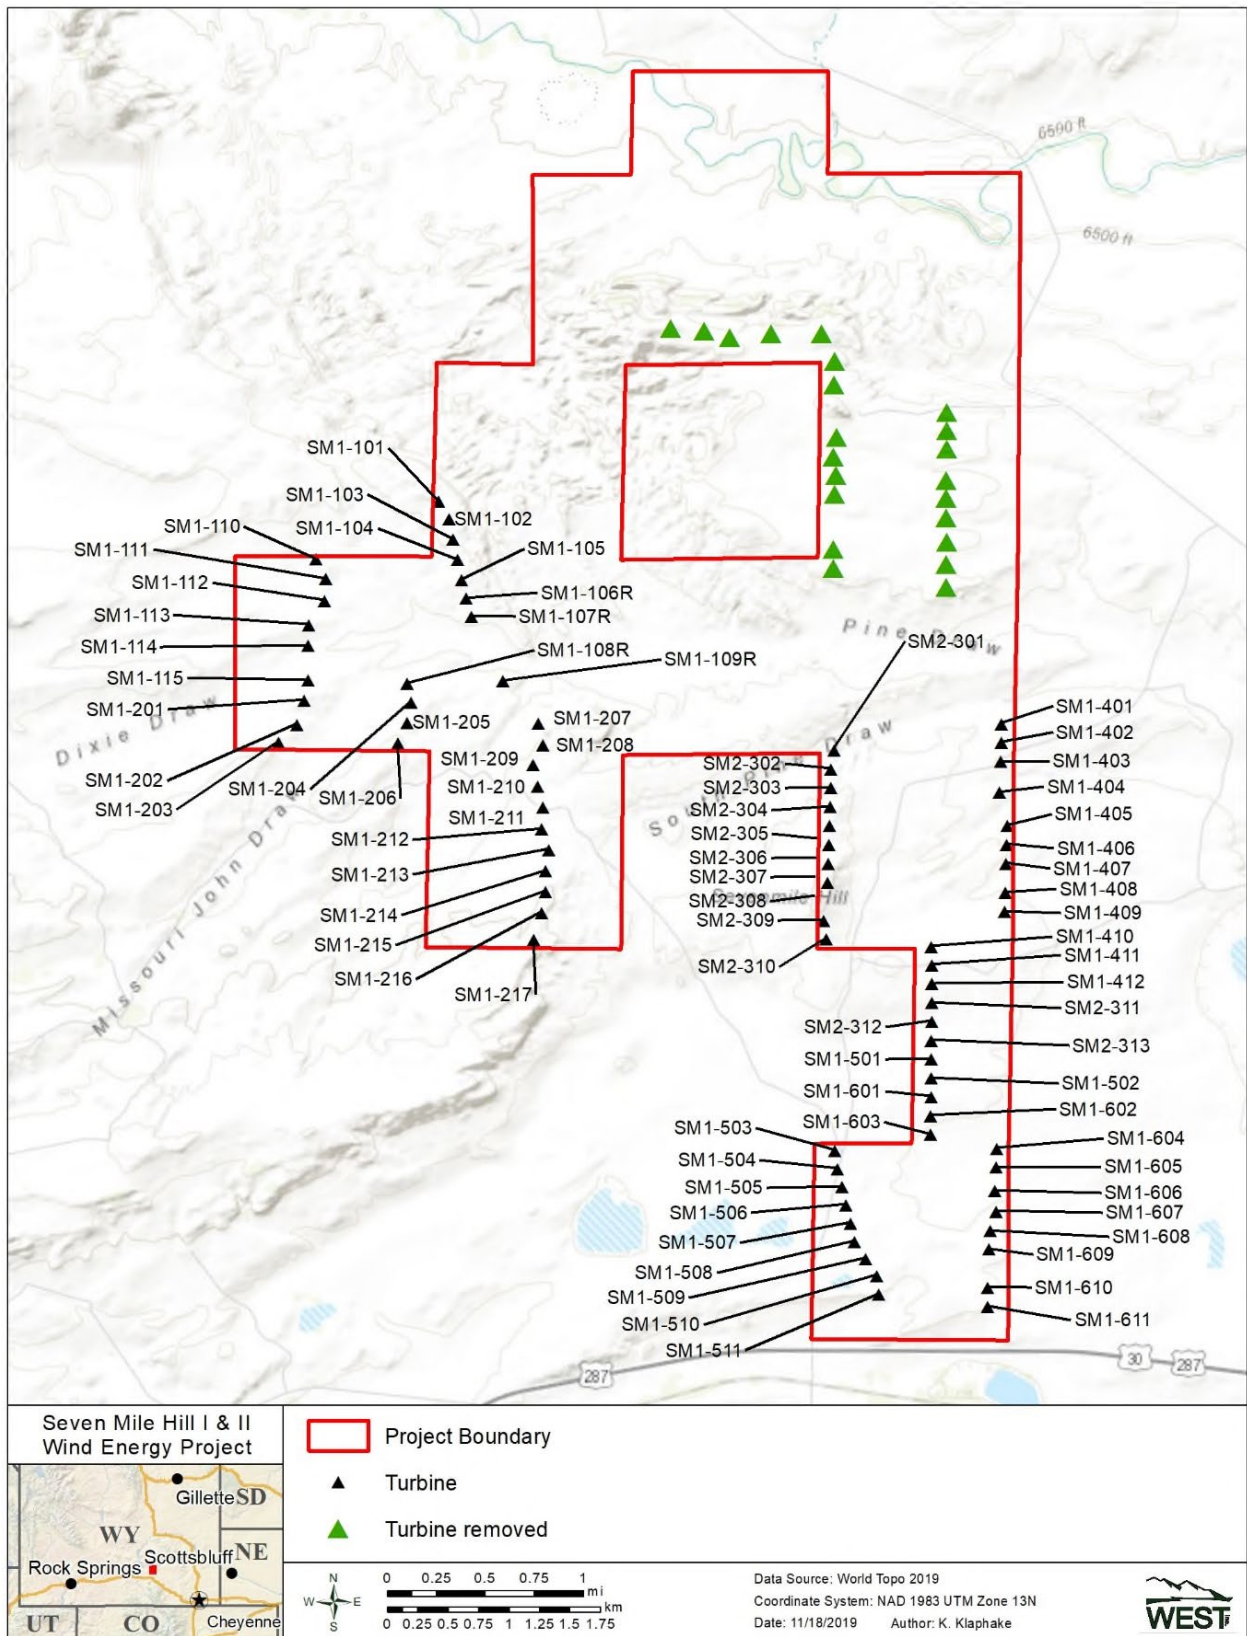 6590 ft
6500 ft
SM1-101
SM1-103
SM1-102
SM1-110
SM1-104
SM1-111
SM1-105
SM1-112
SM1-106R
SM1-113
SM1-107R
SM1-114
Pine Draw
SM2-301
SM1-108R
SM1-109R
SM1-115
SM1-201
Dixie Draw
SM1-205
SM1-207
SM1-401
SM1-208
SM1-402
SM1-209
SM2-302
SM1-403
SM1-202
SM1-204
SM1-210
SM2-303
SM1-404
SM1-203
SM1-206
SM2-304
South Pine Draw
SM1-211
SM1-405
SM1-212
SM2-305
SM1-406
SM2-306
SM1-407
SM1-213
SM2-307
SM1-408
Sevenmile Hill
SM2-308
SM1-214
SM2-309
SM1-409
SM1-215
SM1-410
SM1-216
SM2-310
SM1-411
Missouri John Draw
SM1-217
SM1-412
SM2-311
SM2-312
SM2-313
SM1-501
SM1-502
SM1-601
SM1-602
SM1-603
SM1-503
SM1-604
SM1-504
SM1-605
SM1-505
SM1-606
SM1-506
SM1-607
SM1-507
SM1-608
SM1-508
SM1-609
SM1-509
SM1-610
SM1-510
SM1-611
SM1-511
287
30
287
Seven Mile Hill I & II
Wind Energy Project
Gillette
SD
WY
NE
Rock Springs
Scottsbluff
UT
CO
Cheyenne
Project Boundary
Turbine
Turbine removed
N
W E
S
0 0.25 0.5 0.75 1
mi
km
0 0.25 0.5 0.75 1 1.25 1.5 1.75
Data Source: World Topo 2019
Coordinate System: NAD 1983 UTM Zone 13N
Date: 11/18/2019 Author: K. Klaphake
WEST